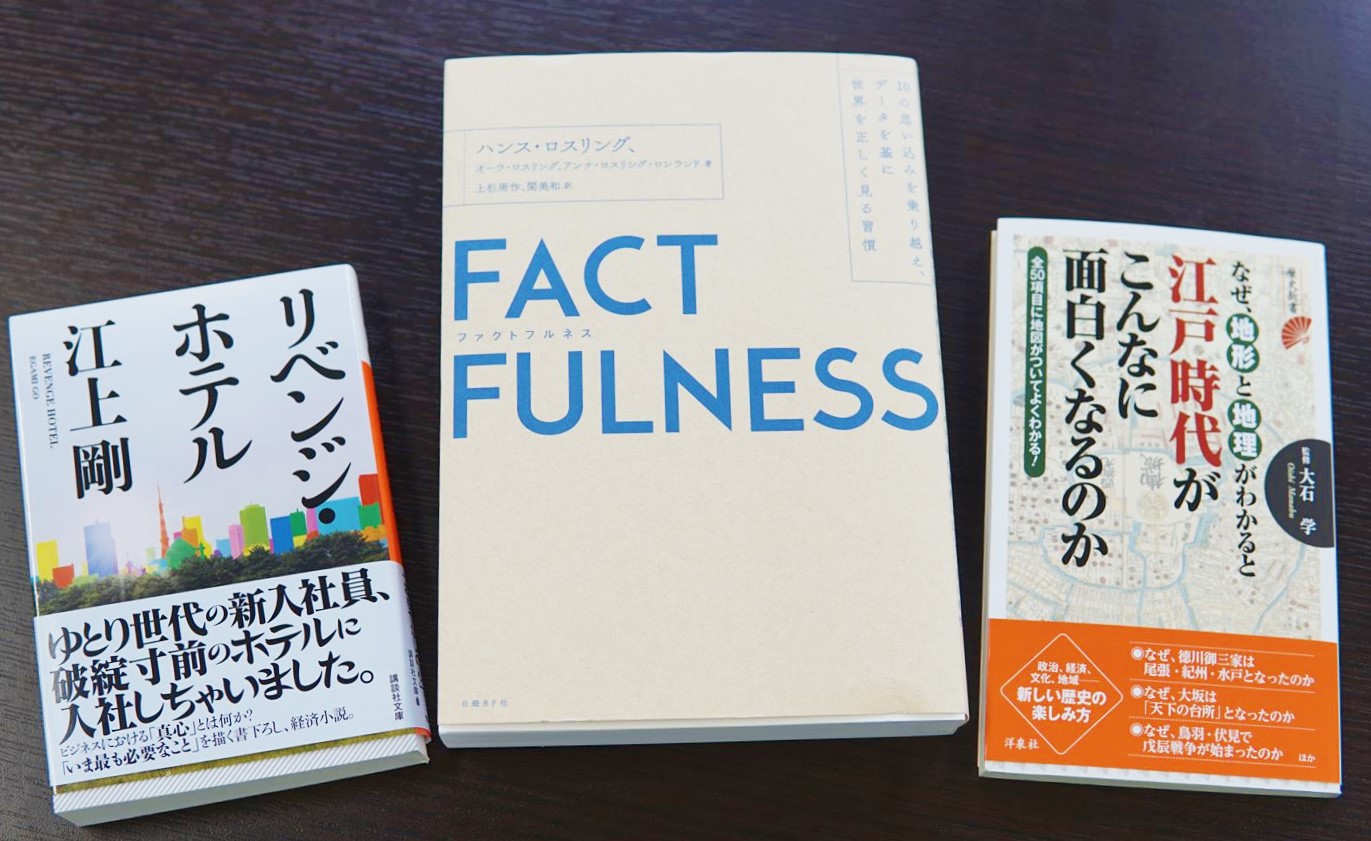 リベンジ・
ホテル
江上剛
REVENGE HOTEL
EGAMI GO
ゆとり世代の新入社員、
破綻寸前のホテルに
入社しちゃいました。
ビジネスにおける「真心」とは何か?
「いま最も必要なこと」を描く書下ろし、経済小説。
講談社文庫
10の思い込みを乗り越え、
データを基に
世界を正しく見る習慣
ハンス・ロスリング、
オーラ・ロスリング、アンナ・ロスリング・ロンランド 著
上杉周作、関美和 訳
FACT
ファクトフルネス
FULNESS
日経BP社
歴史新書
なぜ、地形と地理がわかると
江戸時代が
こんなに
面白くなるのか
全50項目に地図がついてよくわかる!
監修 大石 学
Oishi Manabu
政治、経済、
文化、地域
新しい歴史の
楽しみ方
洋泉社
◉なぜ、徳川御三家は
尾張・紀州・水戸となったのか
◉なぜ、大坂は
「天下の台所」となったのか
◉なぜ、鳥羽・伏見で
戊辰戦争が始まったのか
ほか